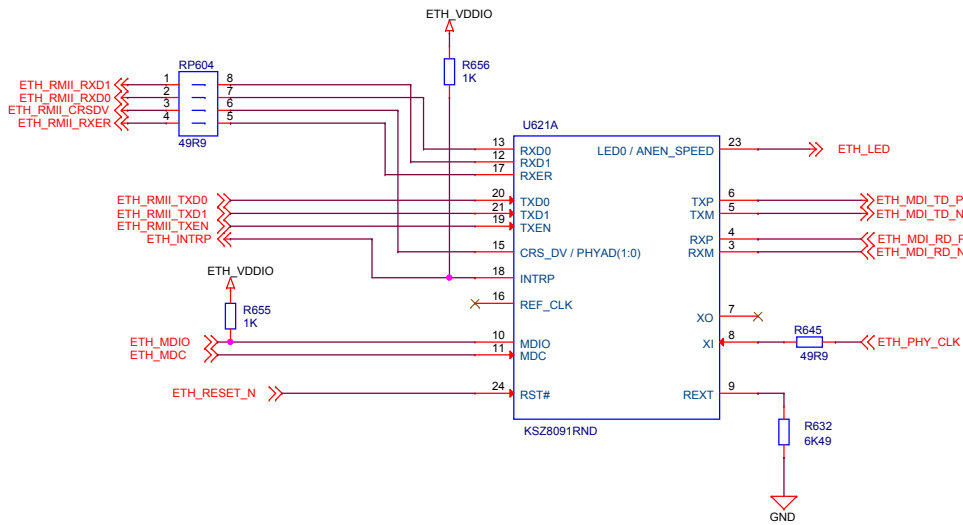 ETH_VDDIO
R656
1K
RP604
ETH_RMII_RXD1 1 8
ETH_RMII_RXD0 2 7
ETH_RMII_CRSDV 3 6
ETH_RMII_RXER 4 5
49R9
U621A
13 RXD0 LED0 / ANEN_SPEED 23 ETH_LED
12 RXD1
17 RXER
ETH_RMII_TXD0 20 TXD0 TXP 6 ETH_MDI_TD_P
ETH_RMII_TXD1 21 TXD1 TXM 5 ETH_MDI_TD_N
ETH_RMII_TXEN 19 TXEN
ETH_INTRP RXP 4 ETH_MDI_RD_P
15 CRS_DV / PHYAD(1:0) RXM 3 ETH_MDI_RD_N
18 INTRP
ETH_VDDIO
16 REF_CLK
R655
1K
XO 7
ETH_MDIO 10 MDIO XI 8 R645 ETH_PHY_CLK
ETH_MDC 11 MDC 49R9
ETH_RESET_N 24 RST# REXT 9
KSZ8091RND
R632
6K49
GND